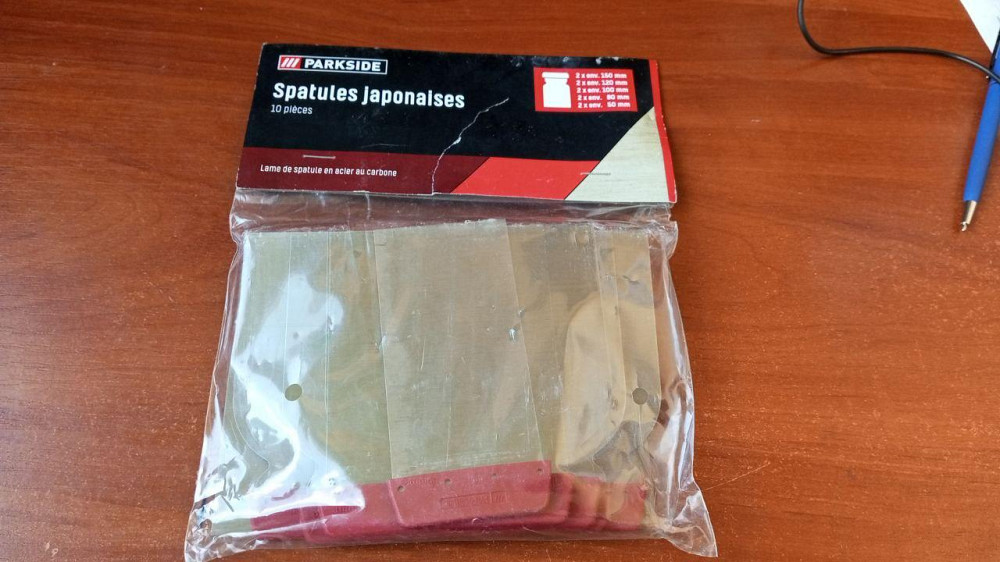 PARKSIDE
Spatules japonaises
10 pièces
2 x env. 150 mm
2 x env. 120 mm
2 x env. 100 mm
2 x env. 80 mm
2 x env. 50 mm
Lame de spatule en acier au carbone